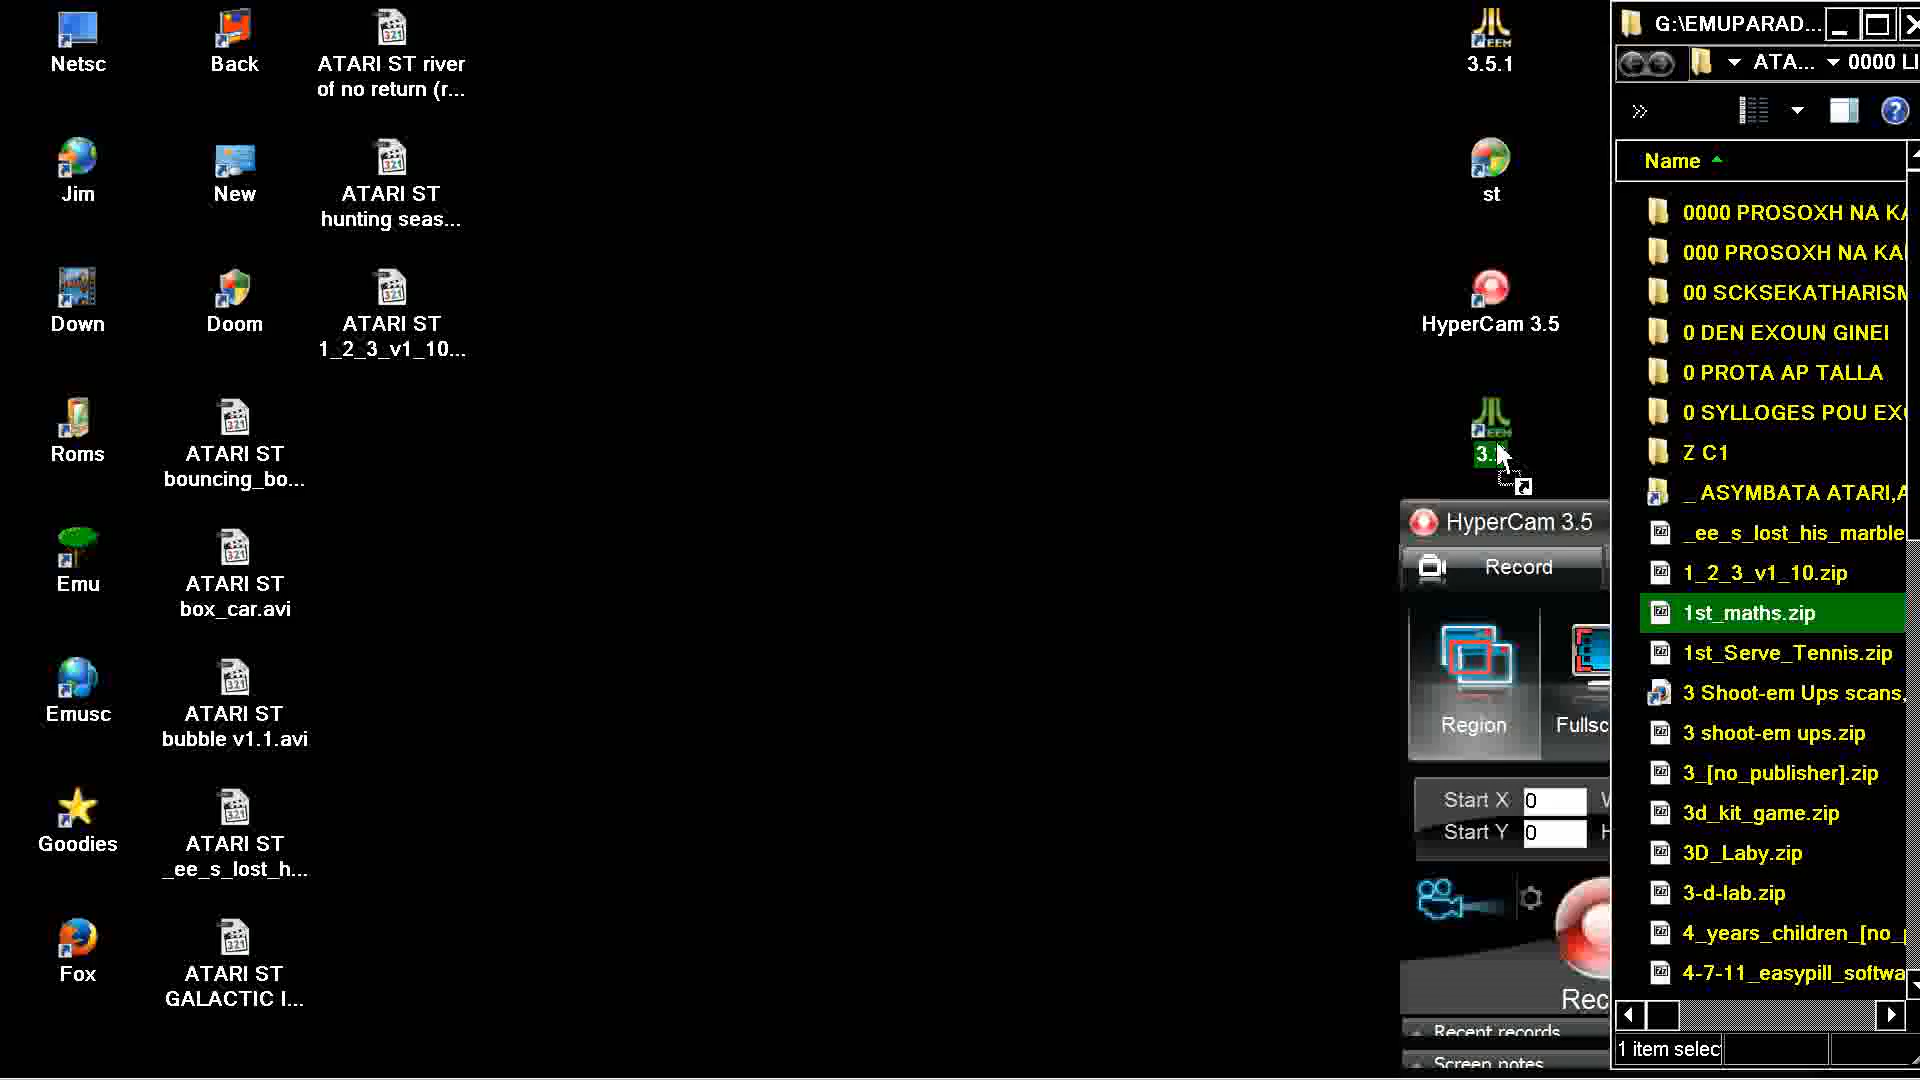 Netsc
Back
ATARI ST river
of no return (r...
Jim
New
ATARI ST
hunting seas...
Down
Doom
ATARI ST
1_2_3_v1_10...
Roms
ATARI ST
bouncing_bo...
Emu
ATARI ST
box_car.avi
Emusc
ATARI ST
bubble v1.1.avi
Goodies
ATARI ST
_ee_s_lost_h...
Fox
ATARI ST
GALACTIC I...
EEM
3.5.1
st
HyperCam 3.5
EEM
3.
HyperCam 3.5
Record
Region
Fullsc
Start X 0
Start Y 0 H
Rec
Recent records
Screen notes
G:\EMUPARAD...
ATA... 0000 LI
Name
0000 PROSOXH NA KA
000 PROSOXH NA KA
00 SCKSEKATHARISM
0 DEN EXOUN GINEI
0 PROTA AP TALLA
0 SYLLOGES POU EXO
Z C1
_ ASYMBATA ATARI,A
_ee_s_lost_his_marble
1_2_3_v1_10.zip
1st_maths.zip
1st_Serve_Tennis.zip
3 Shoot-em Ups scans.
3 shoot-em ups.zip
3_[no_publisher].zip
3d_kit_game.zip
3D_Laby.zip
3-d-lab.zip
4_years_children_[no_
4-7-11_easypill_softwa
1 item selec